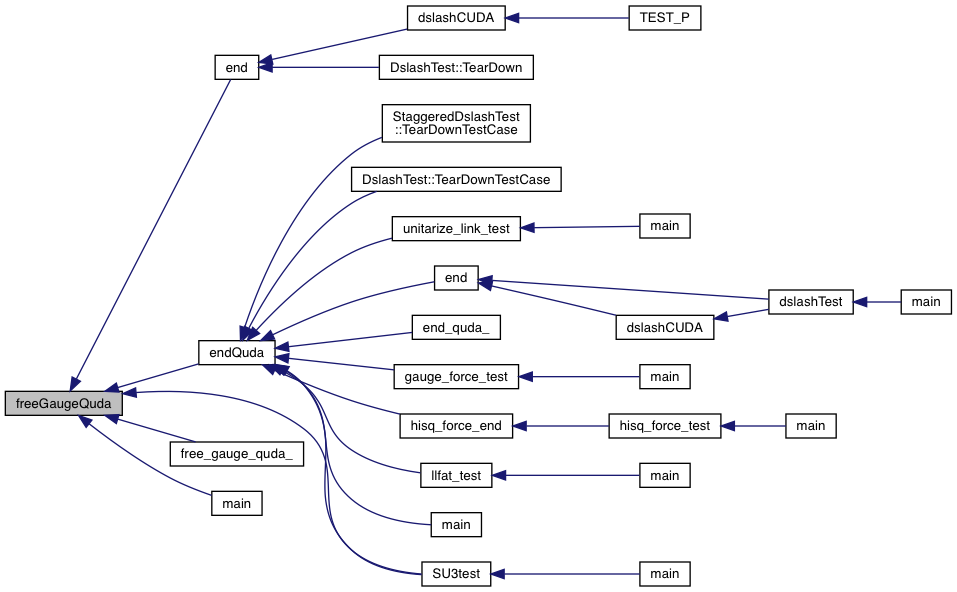 dslashCUDA
TEST_P
end
DslashTest::TearDown
StaggeredDslashTest
::TearDownTestCase
DslashTest::TearDownTestCase
unitarize_link_test
main
end
dslashTest
main
dslashCUDA
end_quda_
endQuda
gauge_force_test
main
freeGaugeQuda
hisq_force_end
hisq_force_test
main
free_gauge_quda_
llfat_test
main
main
main
SU3test
main